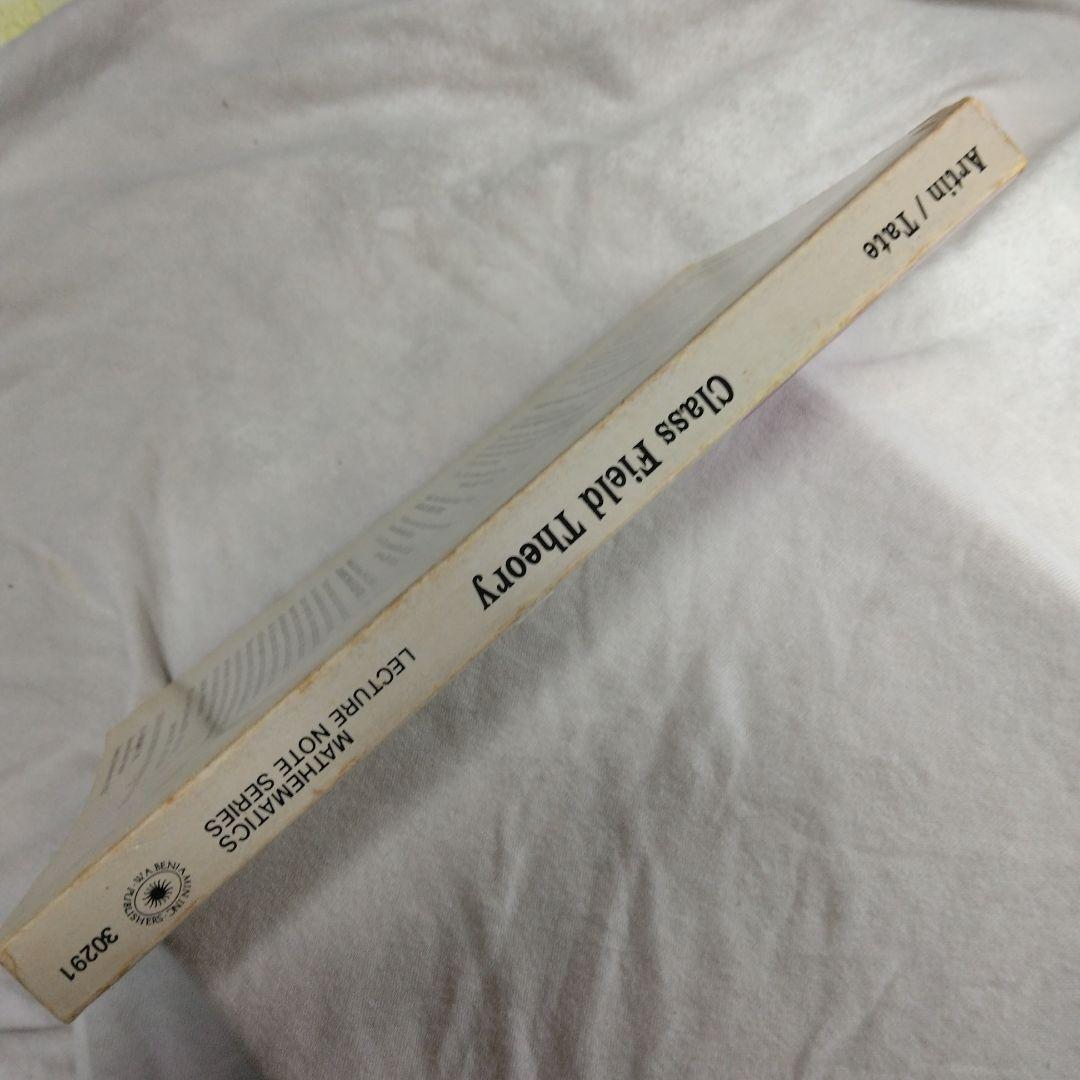 Artin / Tate
Class Field Theory
MATHEMATICS
LECTURE NOTE SERIES
W.A. BENJAMIN, INC. PUBLISHERS
30291